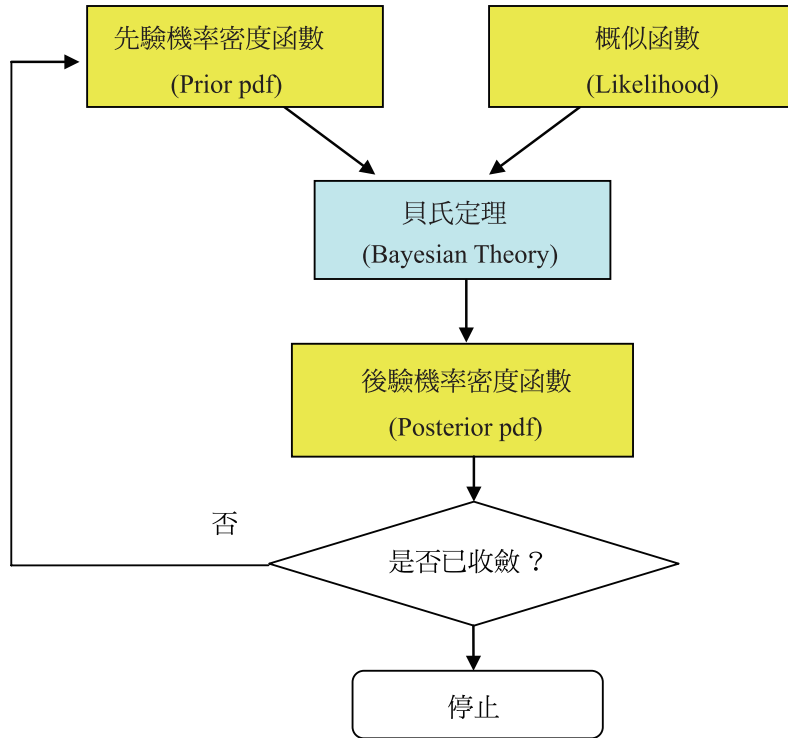 先驗機率密度函數
(Prior pdf)
概似函數
(Likelihood)
貝氏定理
(Bayesian Theory)
後驗機率密度函數
(Posterior pdf)
否
是否已收斂？
停止